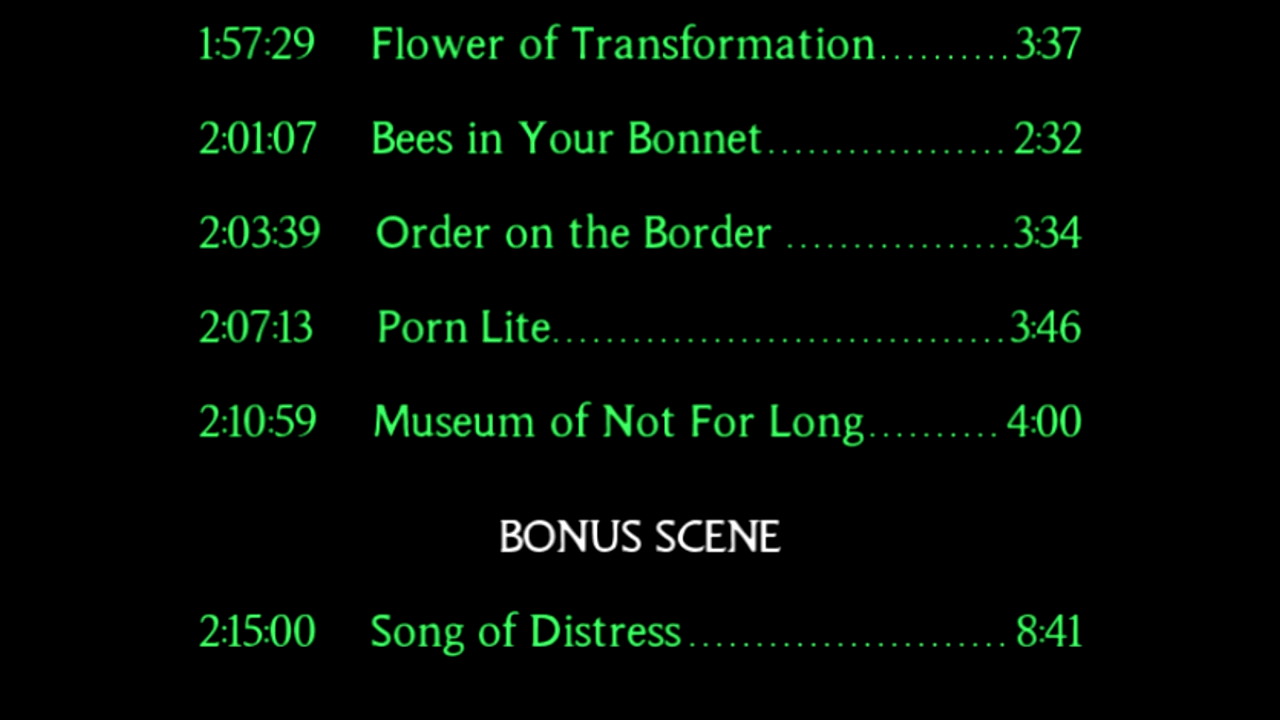 1:57:29 Flower of Transformation..........3:37
2:01:07 Bees in Your Bonnet..................2:32
2:03:39 Order on the Border .................3:34
2:07:13 Porn Lite..................................3:46
2:10:59 Museum of Not For Long.......... 4:00
BONUS SCENE
2:15:00 Song of Distress........................ 8:41